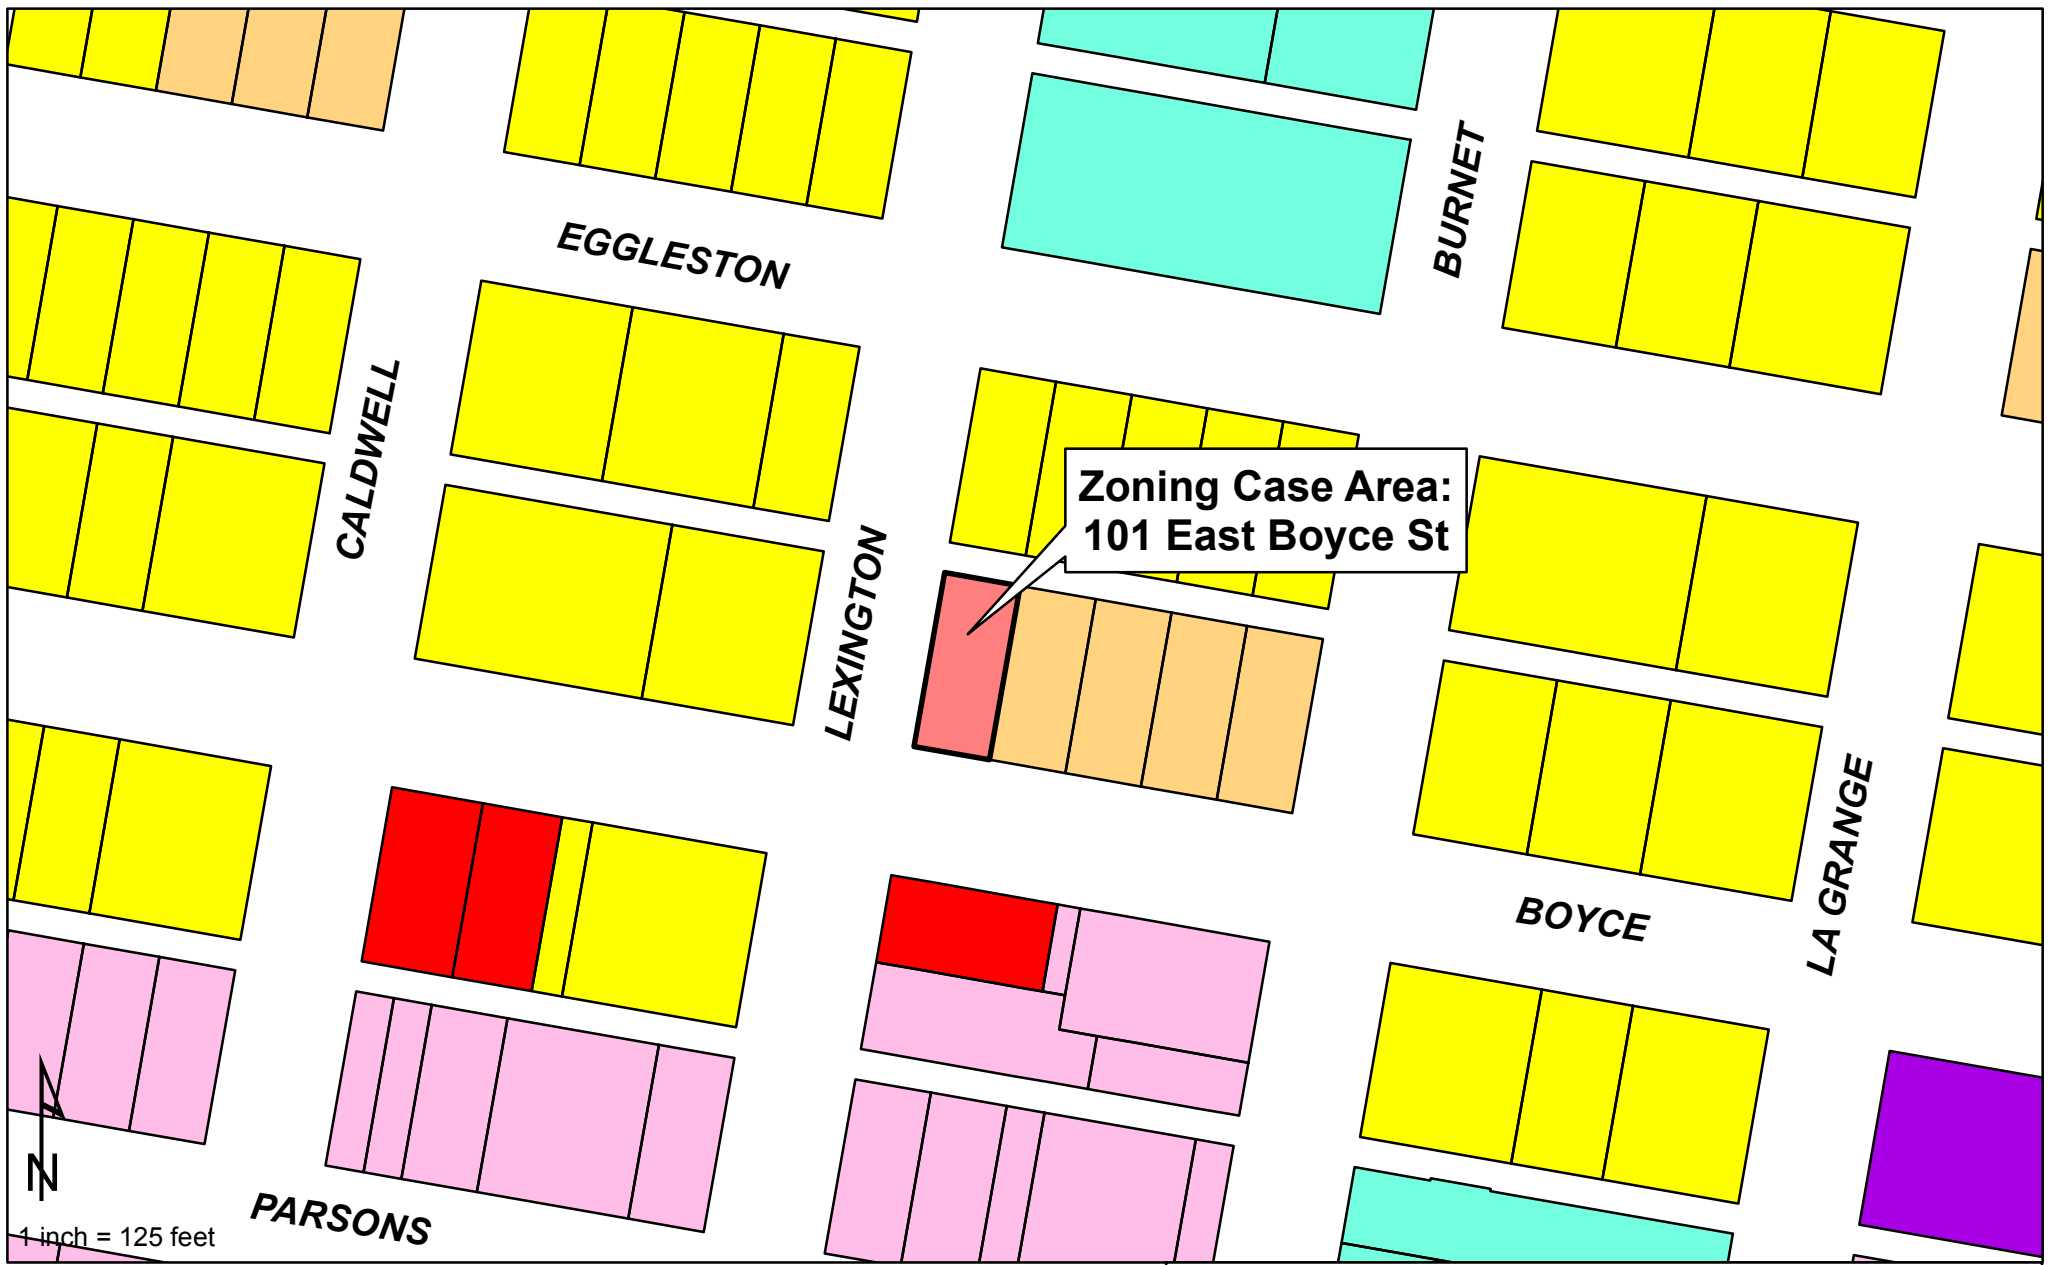 BURNET
EGGLESTON
CALDWELL
Zoning Case Area:
101 East Boyce St
LEXINGTON
BOYCE
LA GRANGE
N
PARSONS
1 inch = 125 feet